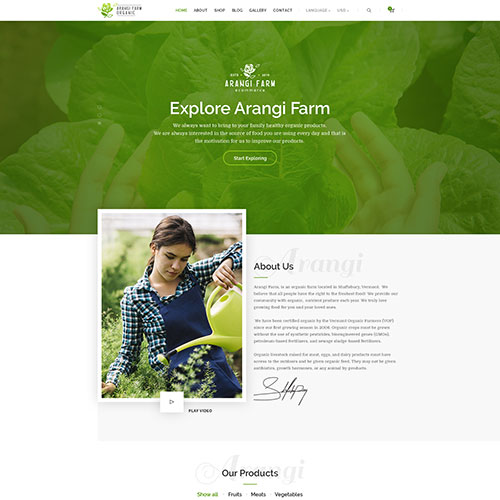 ARANGI FARM
ORGANIC
HOME ABOUT SHOP BLOG GALLERY CONTACT LANGUAGE USD
ARANGI FARM
ecommerce
Explore Arangi Farm
We always want to bring to your family healthy organic products.
We are always interested in the source of food you are using every day and that is
the motivation for us to improve our products.
Start Exploring
Arangi
About Us
Arangi Farm, is an organic farm located in Shaftsbury, Vermont. We
believe that all people have the right to the freshest food! We provide our
community with organic, nutrient produce each year. We truly love
growing food for you and your loved ones.
We have been certified organic by the Vermont Organic Farmers (VOF)
since our first growing season in 2008. Organic crops must be grown
without the use of synthetic pesticides, bioengineered genes (GMOs),
petroleum-based fertilizers, and sewage sludge-based fertilizers.
Organic livestock raised for meat, eggs, and dairy products must have
access to the outdoors and be given organic feed. They may not be given
antibiotics, growth hormones, or any animal by products.
PLAY VIDEO
Arangi
Our Products
Show all Fruits Meats Vegetables